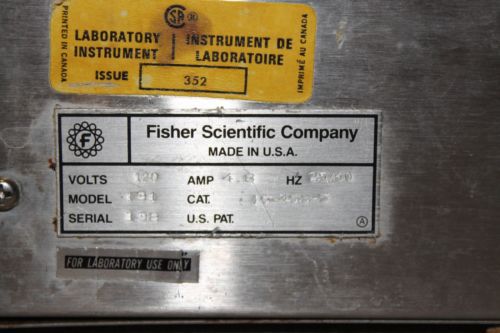 PRINTED IN CANADA
CSA ®
LABORATORY INSTRUMENT
INSTRUMENT DE LABORATOIRE
ISSUE 352
IMPRIMÉ AU CANADA
F
Fisher Scientific Company
MADE IN U.S.A.
VOLTS 120 AMP HZ
MODEL CAT.
SERIAL U.S. PAT.
A
FOR LABORATORY USE ONLY